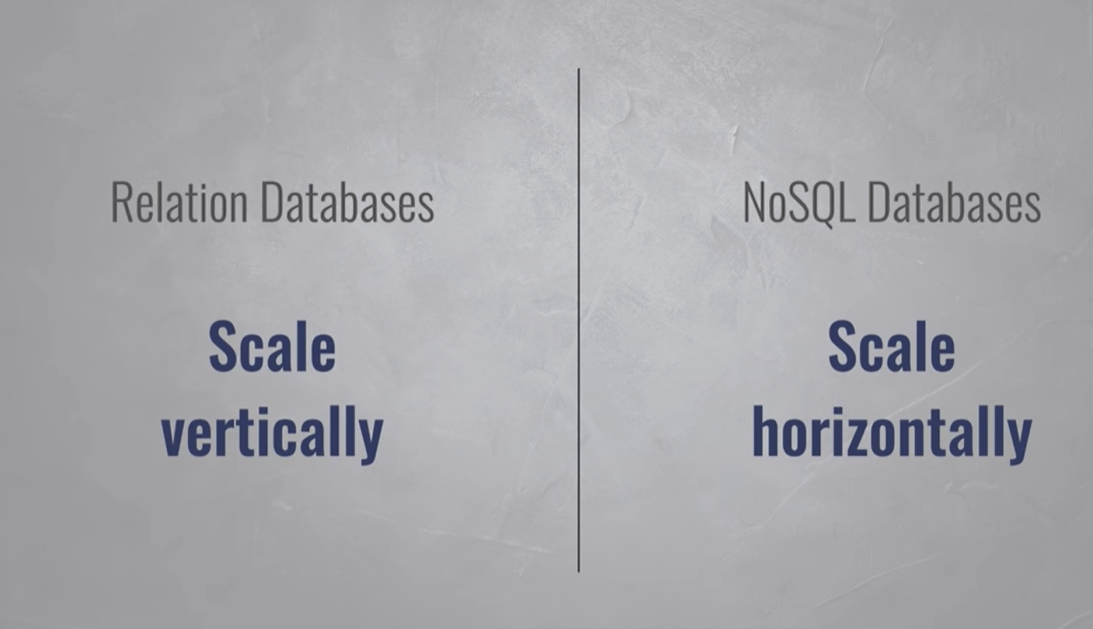 Relation Databases
Scale
vertically
NoSQL Databases
Scale
horizontally